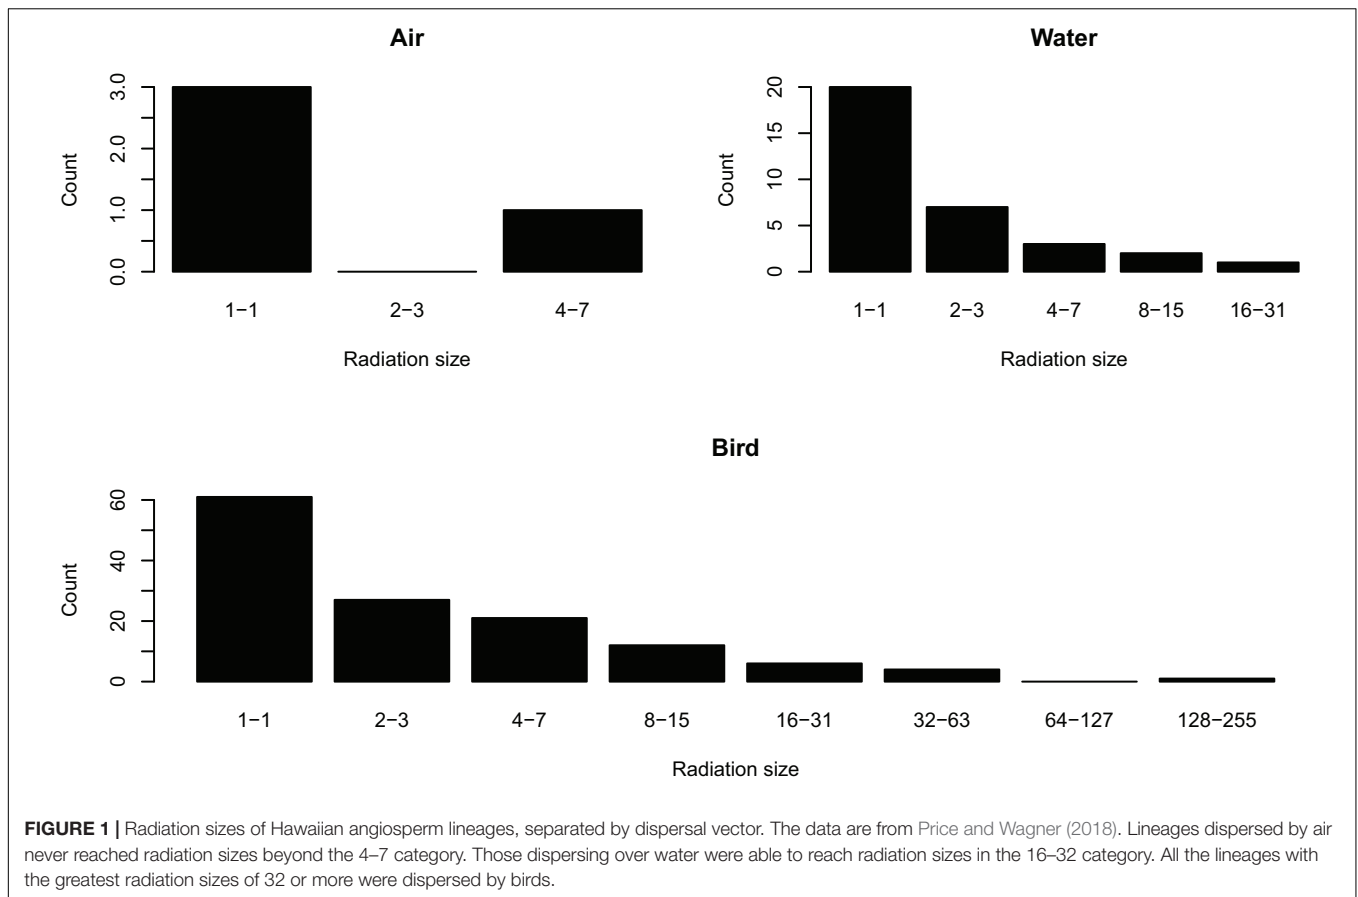 Air
Water
3.0
2.0
1.0
0.0
Count
1–1
2–3
4–7
Radiation size
20
15
10
5
0
Count
1–1
2–3
4–7
8–15
16–31
Radiation size
Bird
60
40
20
0
Count
1–1
2–3
4–7
8–15
16–31
32–63
64–127
128–255
Radiation size
FIGURE 1 | Radiation sizes of Hawaiian angiosperm lineages, separated by dispersal vector. The data are from Price and Wagner (2018). Lineages dispersed by air
never reached radiation sizes beyond the 4–7 category. Those dispersing over water were able to reach radiation sizes in the 16–32 category. All the lineages with
the greatest radiation sizes of 32 or more were dispersed by birds.